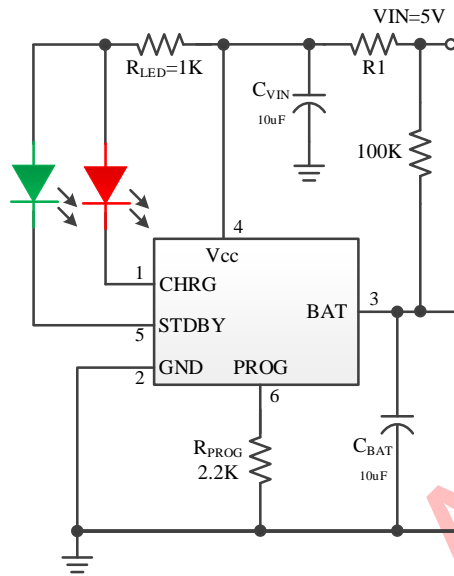 VIN=5V
RLED=1K
R1
CVIN
10uF
100K
4
Vcc
1
CHRG
3
BAT
5
STDBY
2
GND
PROG
6
RPROG
2.2K
CBAT
10uF